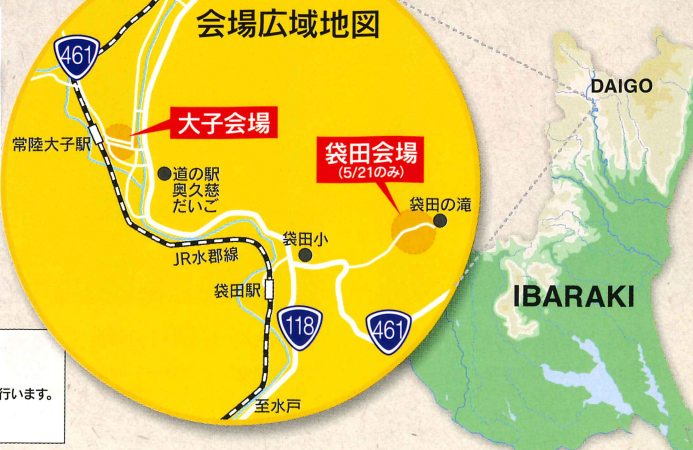 会場広域地図
461
DAIGO
大子会場
常陸大子駅
袋田会場
(5/21のみ)
道の駅
奥久慈
だいご
袋田の滝
袋田小
JR水郡線
袋田駅
IBARAKI
118
461
行います。
至水戸